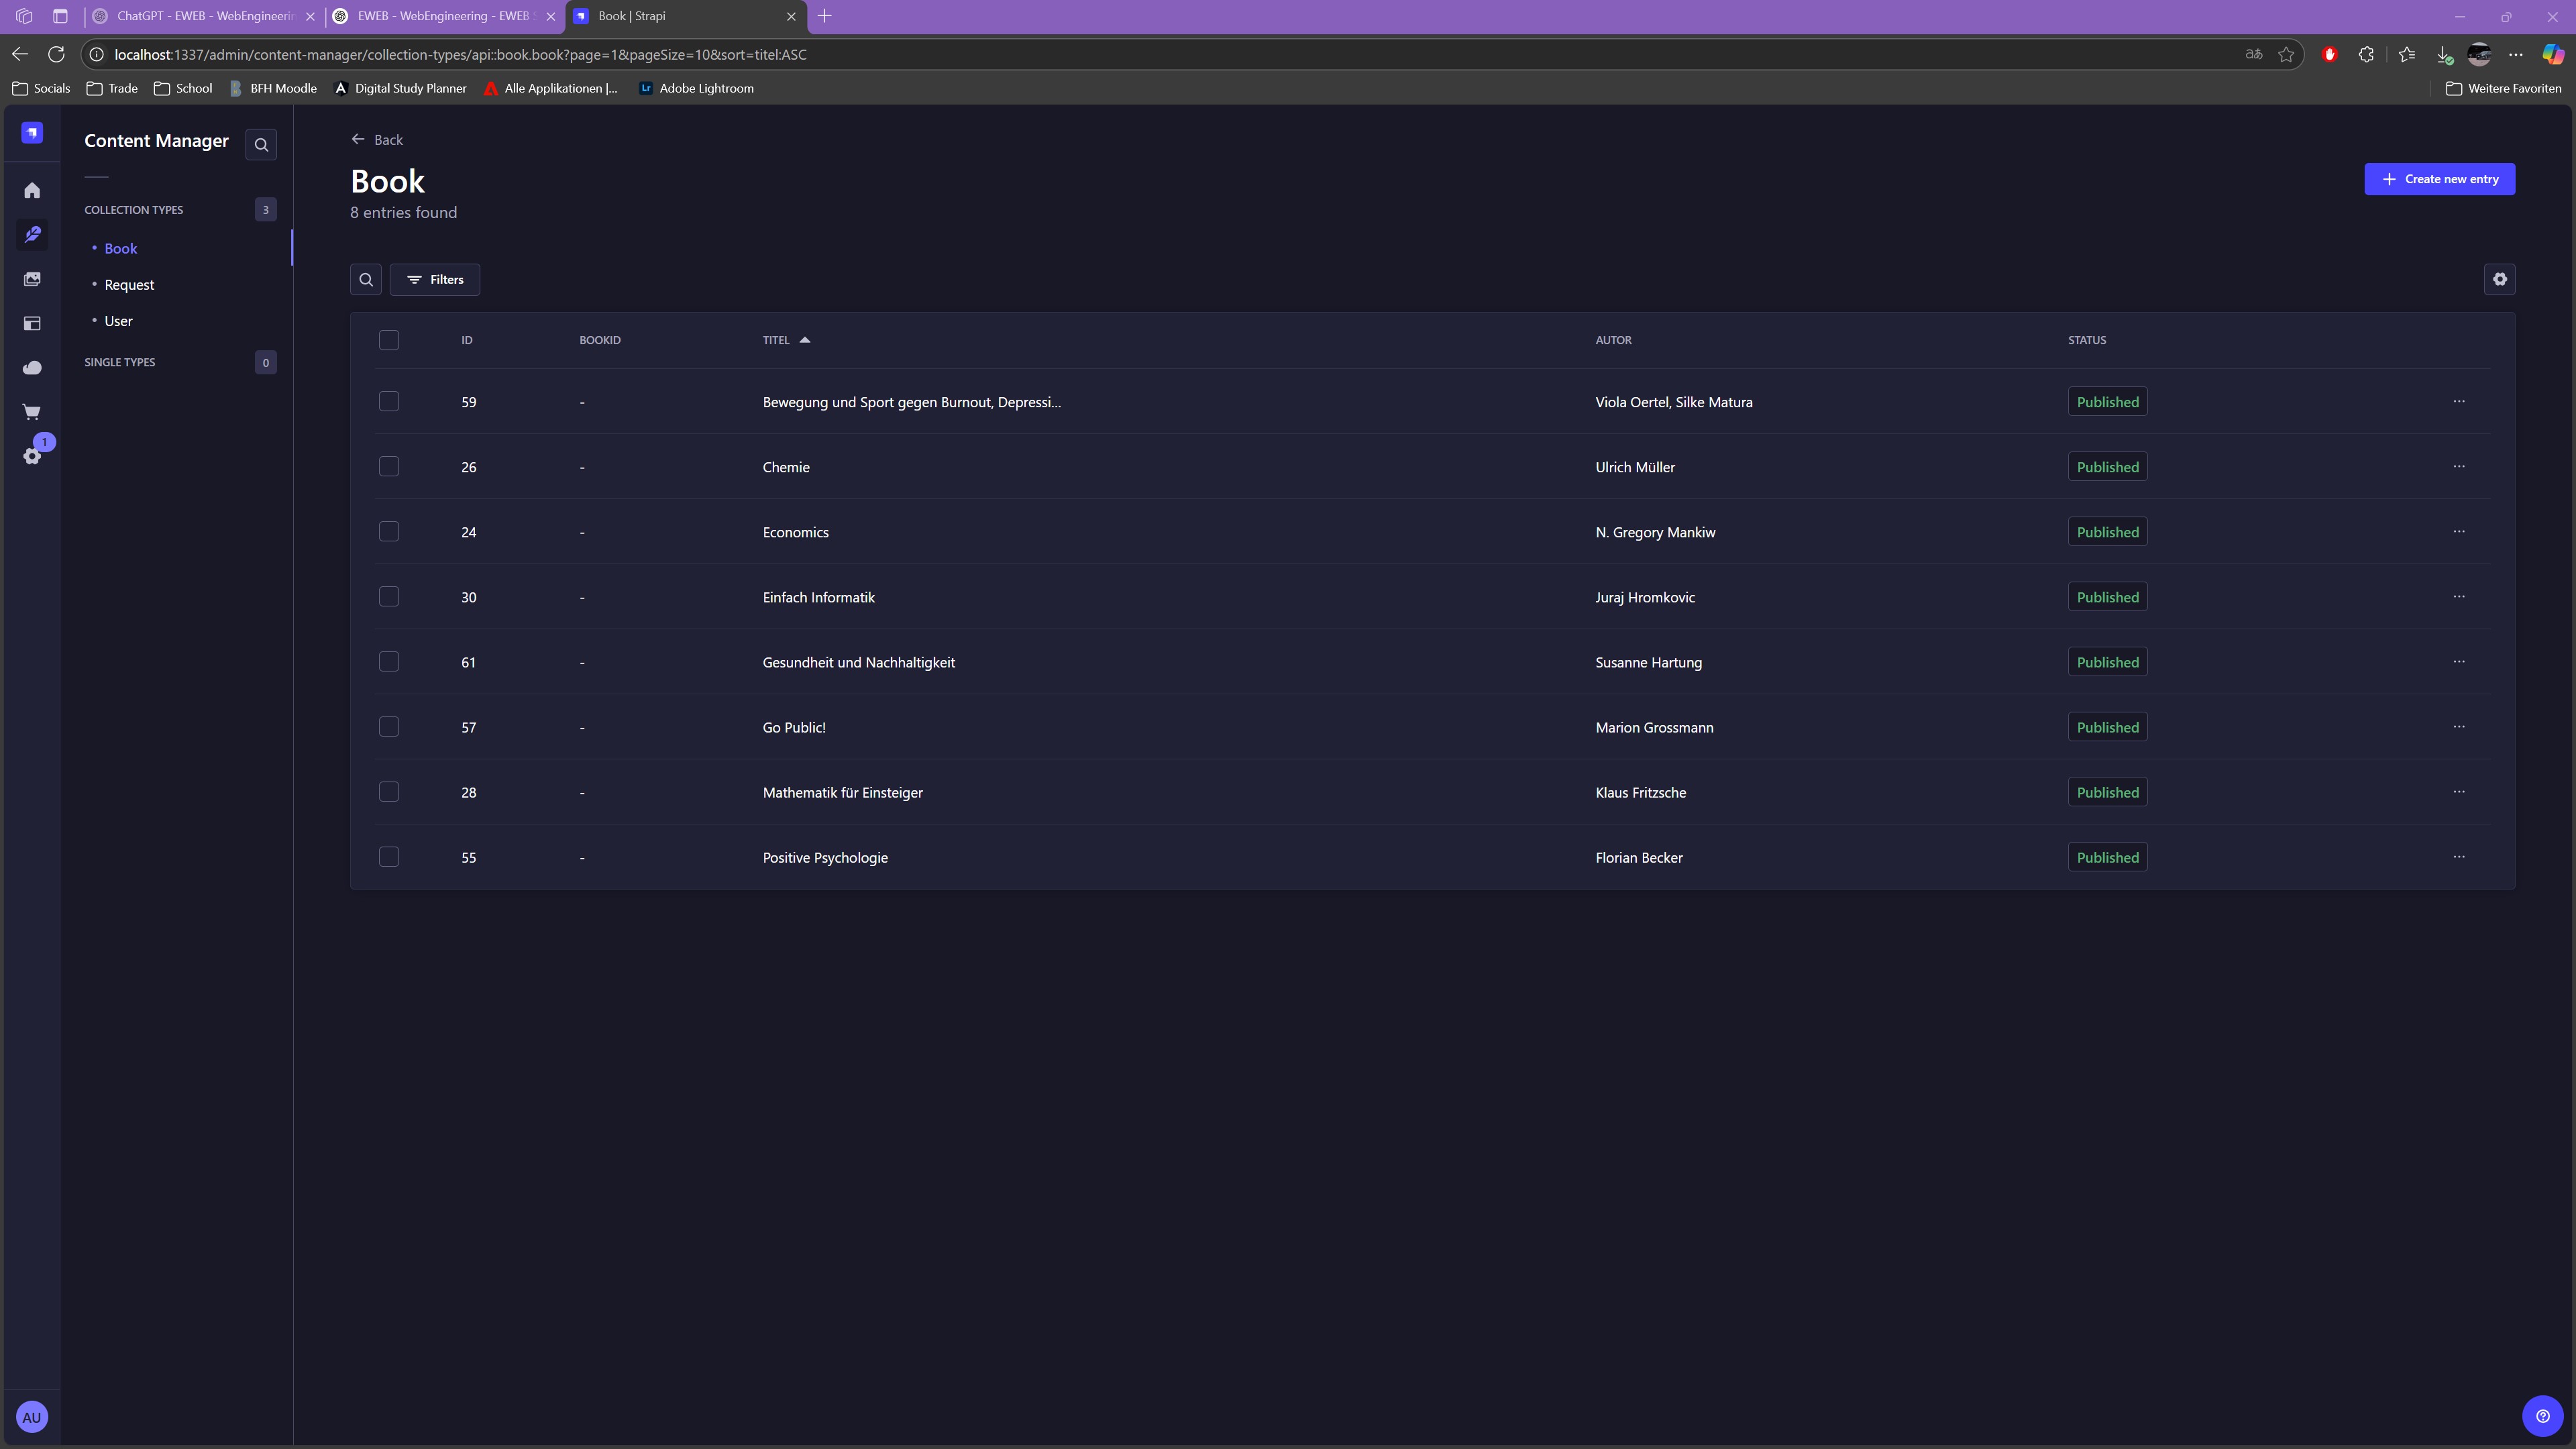 ChatGPT - EWEB - WebEngineerin
EWEB - WebEngineering - EWEB
Book | Strapi
localhost:1337/admin/content-manager/collection-types/api::book.book?page=1&pageSize=10&sort=titel:ASC
aあ
Socials
Trade
School
BFH Moodle
Digital Study Planner
Alle Applikationen |...
Lr
Adobe Lightroom
Weitere Favoriten
Content Manager
COLLECTION TYPES 3
Book
Request
User
SINGLE TYPES 0
1
AU
Back
Book
8 entries found
Create new entry
Filters
ID BOOKID TITEL AUTOR STATUS
59 - Bewegung und Sport gegen Burnout, Depressi... Viola Oertel, Silke Matura Published
26 - Chemie Ulrich Müller Published
24 - Economics N. Gregory Mankiw Published
30 - Einfach Informatik Juraj Hromkovic Published
61 - Gesundheit und Nachhaltigkeit Susanne Hartung Published
57 - Go Public! Marion Grossmann Published
28 - Mathematik für Einsteiger Klaus Fritzsche Published
55 - Positive Psychologie Florian Becker Published